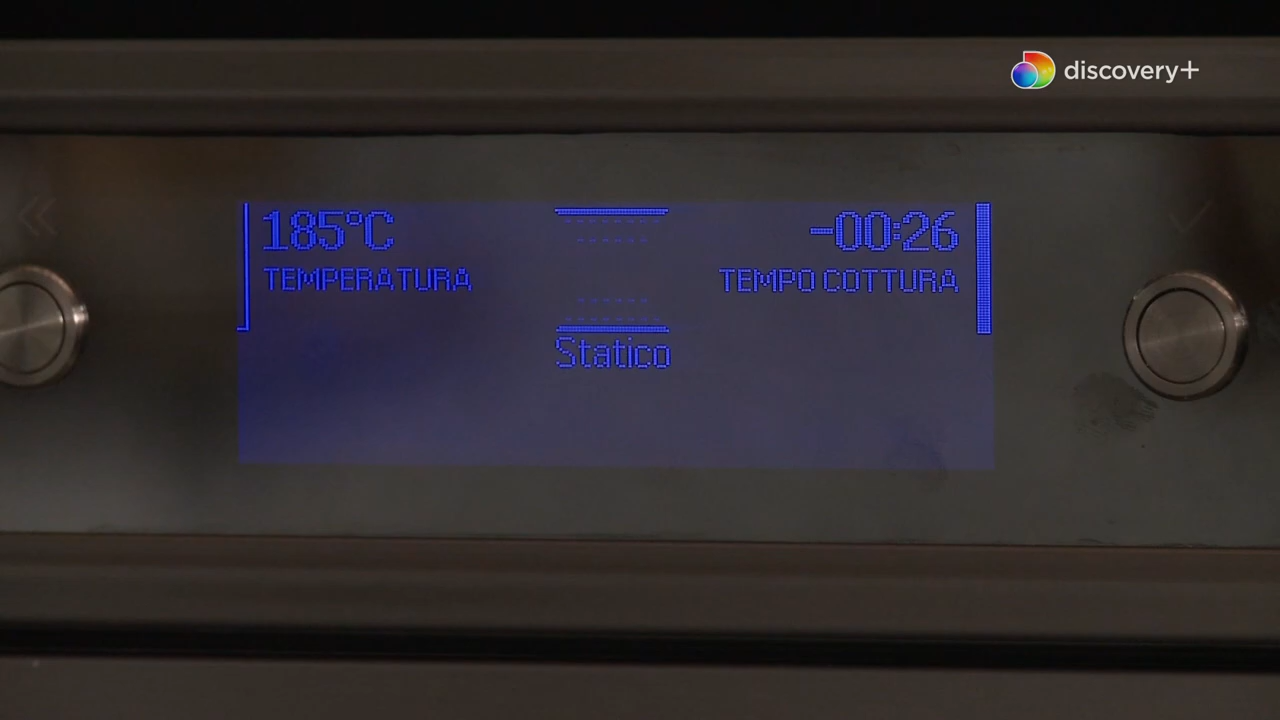 discovery+
185°C
-00:26
TEMPERATURA
TEMPO COTTURA
Statico